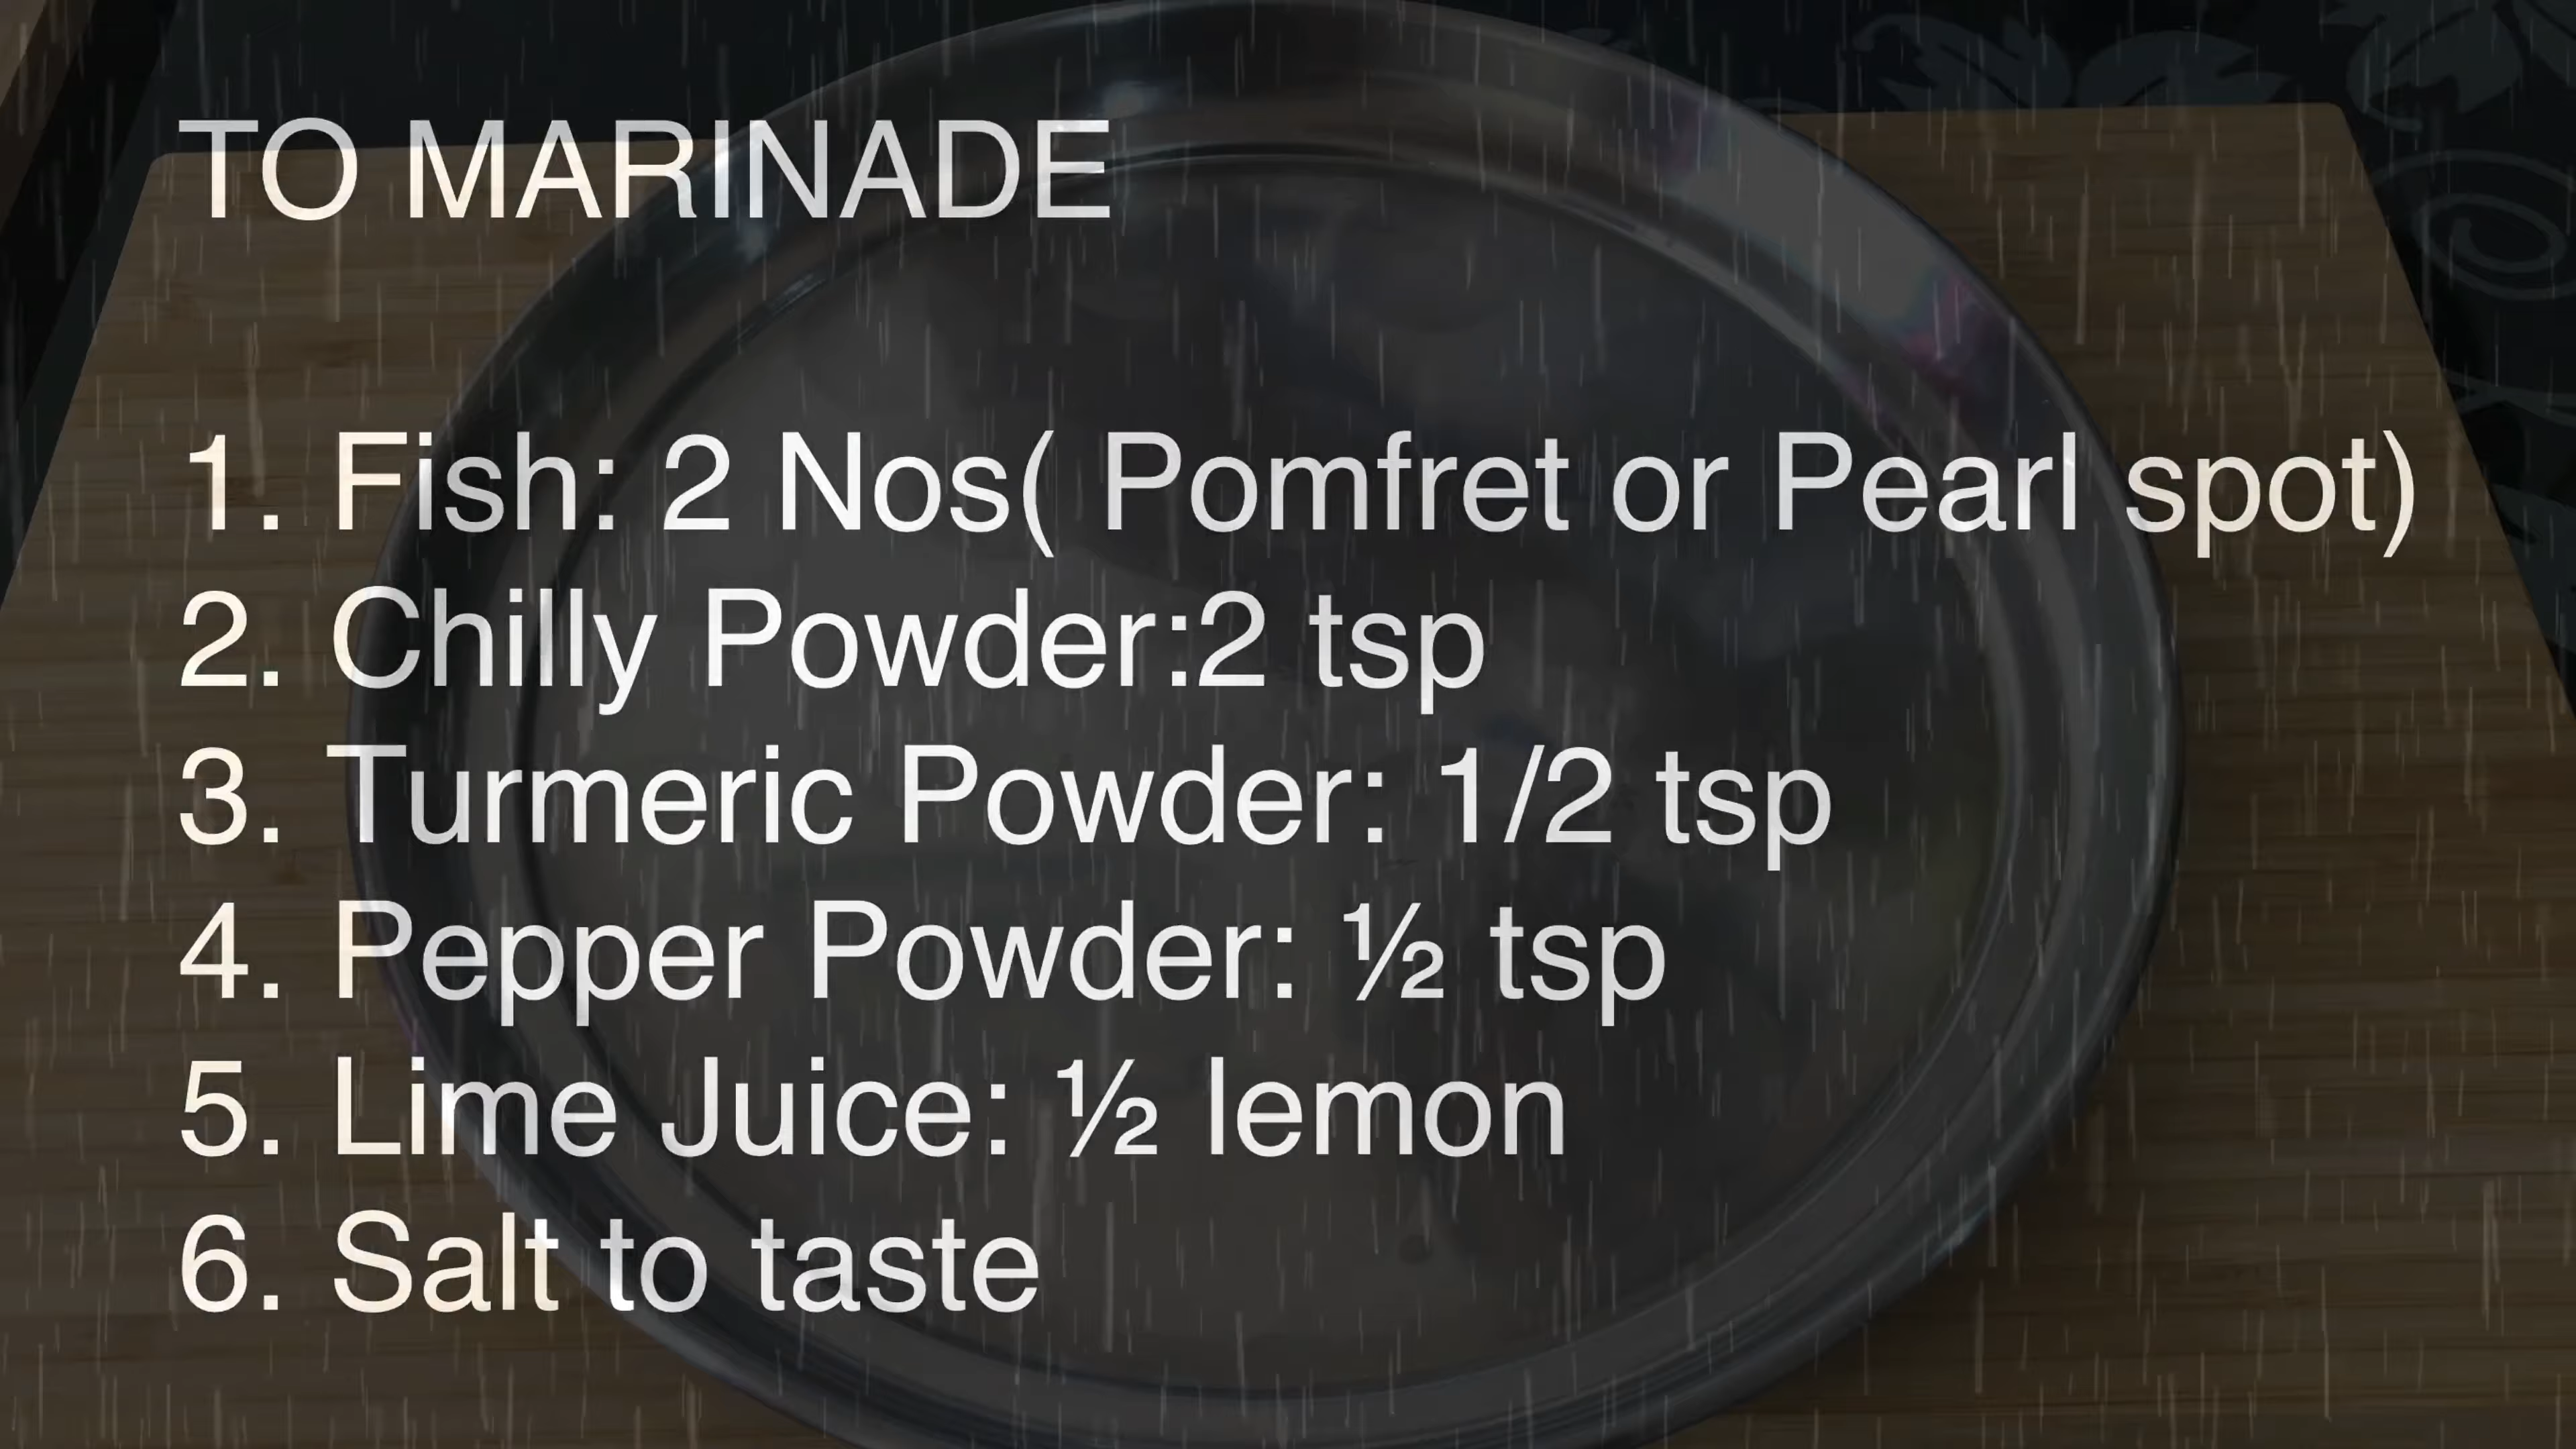 TO MARINADE
1. Fish: 2 Nos( Pomfret or Pearl spot)
2. Chilly Powder:2 tsp
3. Turmeric Powder: 1/2 tsp
4. Pepper Powder: ½ tsp
5. Lime Juice: ½ lemon
6. Salt to taste